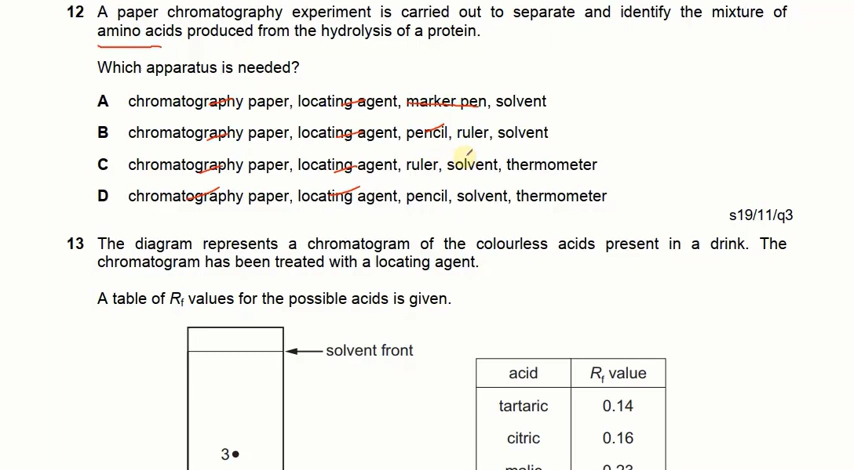 12 A paper chromatography experiment is carried out to separate and identify the mixture of
amino acids produced from the hydrolysis of a protein.
Which apparatus is needed?
A chromatography paper, locating agent, marker pen, solvent
B chromatography paper, locating agent, pencil, ruler, solvent
C chromatography paper, locating agent, ruler, solvent, thermometer
D chromatography paper, locating agent, pencil, solvent, thermometer
s19/11/q3
13 The diagram represents a chromatogram of the colourless acids present in a drink. The
chromatogram has been treated with a locating agent.
A table of Rf values for the possible acids is given.
solvent front
acid Rf value
tartaric 0.14
citric 0.16
3
malic 0.23